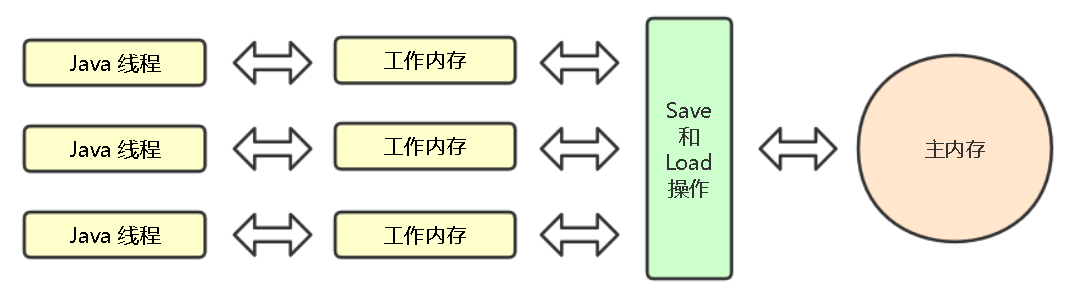 Java 线程
工作内存
Java 线程
工作内存
Java 线程
工作内存
Save
和
Load
操作
主内存